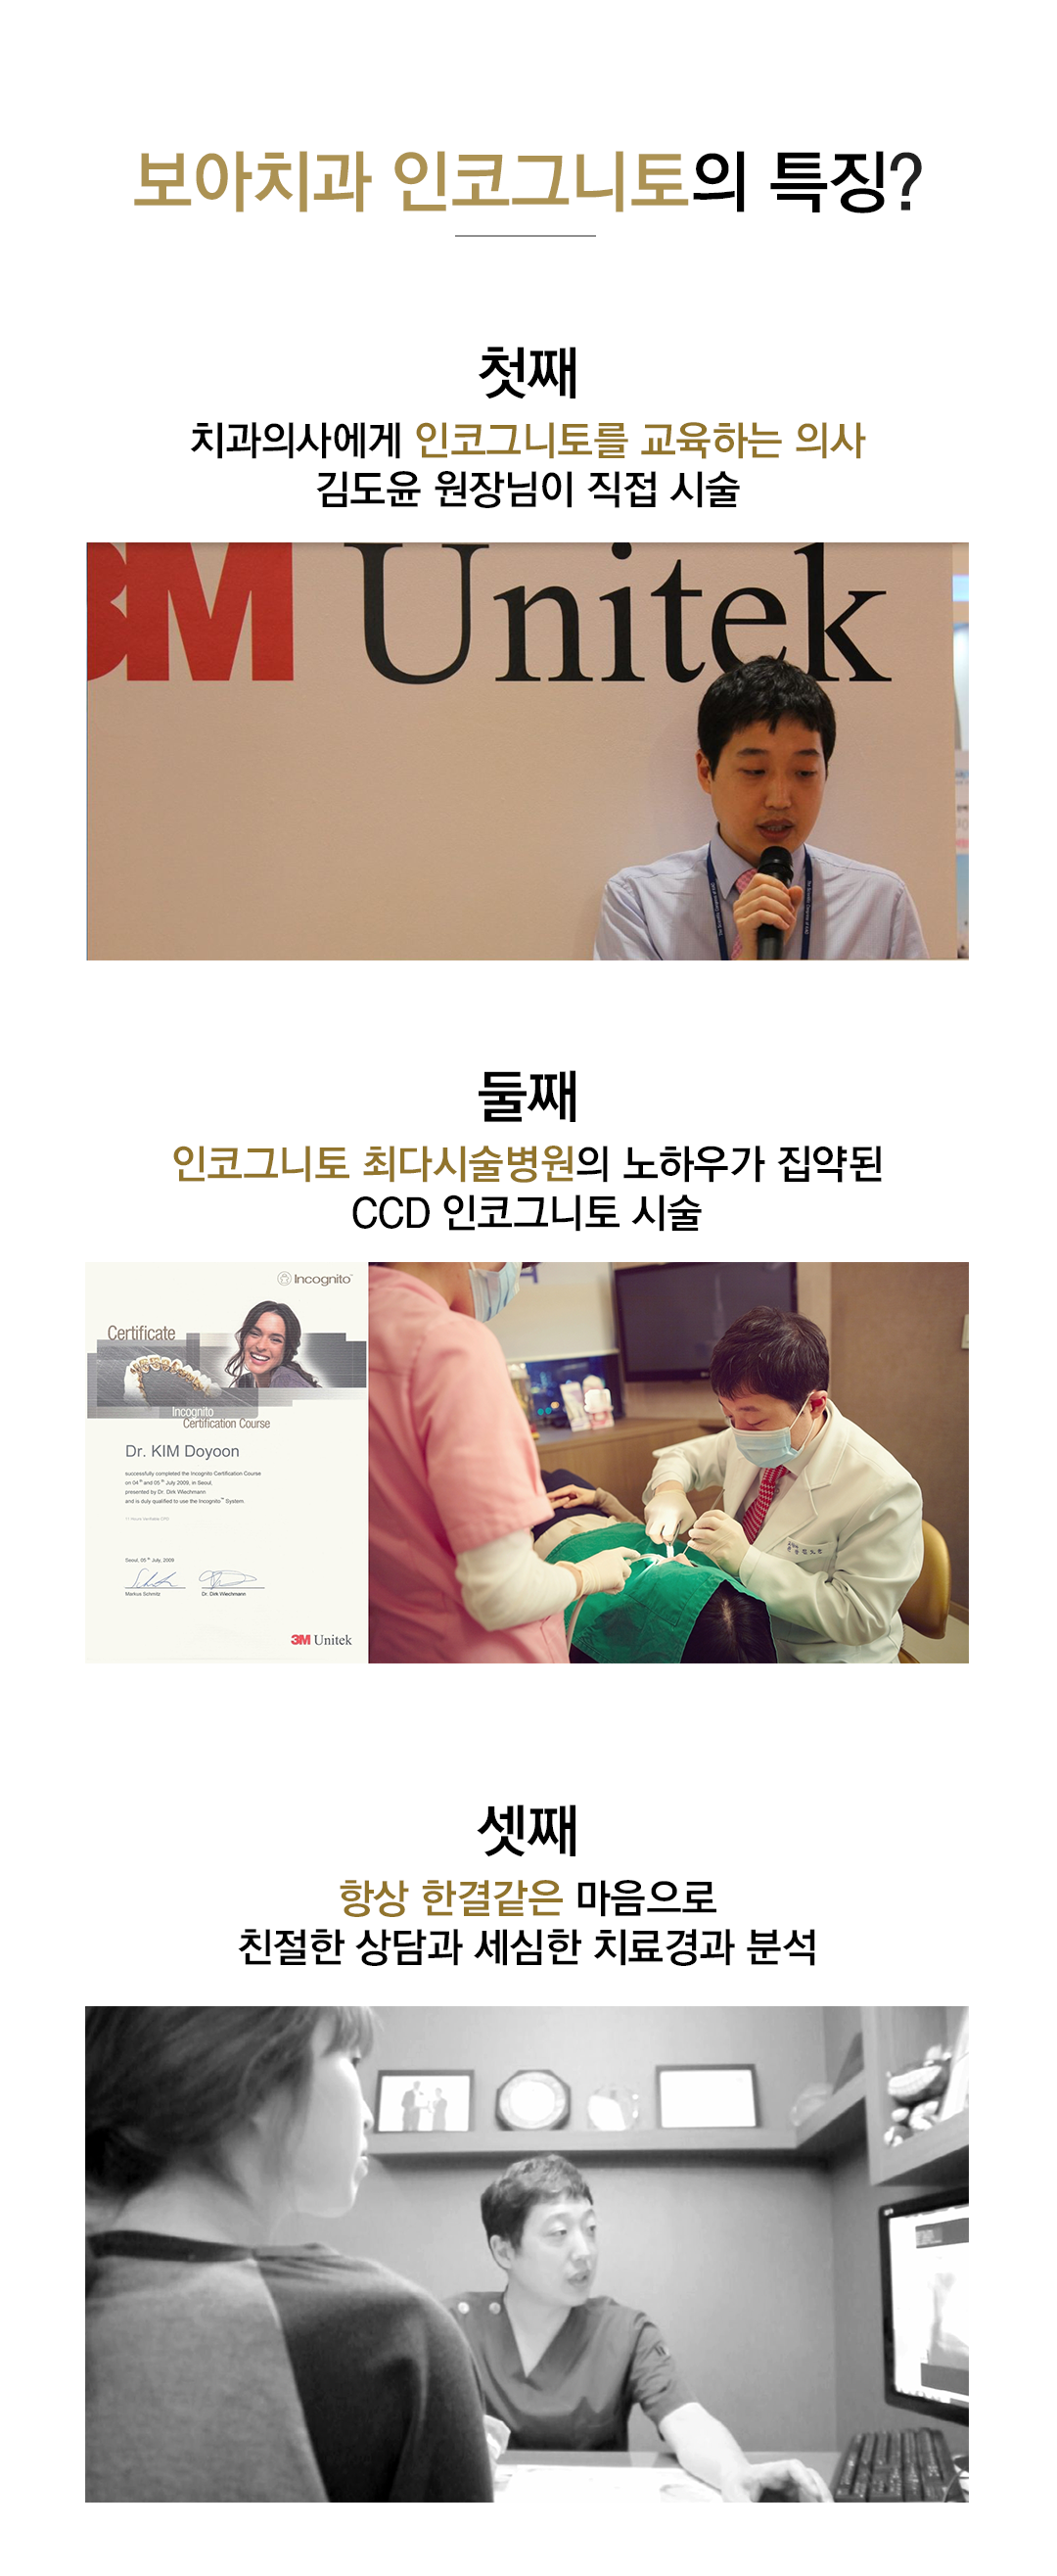 보아치과 인코그니토의 특징?
첫째
치과의사에게 인코그니토를 교육하는 의사
김도윤 원장님이 직접 시술
3M Unitek
둘째
인코그니토 최다시술병원의 노하우가 집약된
CCD 인코그니토 시술
Incognito™
Certificate
Incognito
Certification Course
Dr. KIM Doyoon
successfully completed the Incognito Certification Course
on 04th and 05th July 2009, in Seoul,
presented by Dr. Dirk Wiechmann
and is duly qualified to use the Incognito™ System.
Seoul, 05th July, 2009
Markus Schmitz Dr. Dirk Wiechmann
3M Unitek
셋째
항상 한결같은 마음으로
친절한 상담과 세심한 치료경과 분석